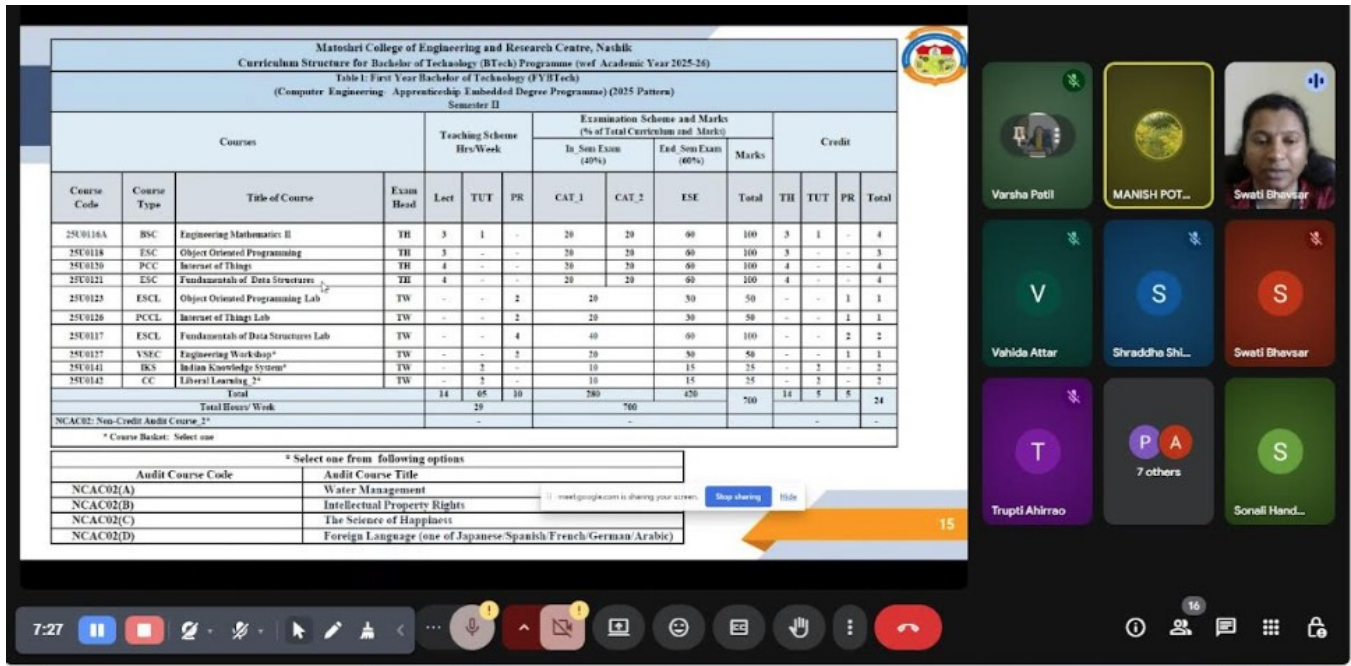 Matoshri College of Engineering and Research Centre, Nashik
Curriculum Structure for Bachelor of Technology (BTech) Programme (wef Academic Year 2025-26)
Table 1: First Year Bachelor of Technology (FYBTech)
(Computer Engineering- Apprenticeship Embedded Degree Programme) (2025 Pattern)
Semester II
Courses Teaching Scheme Hrs/Week Examination Scheme and Marks (% of Total Curriculum and Marks) Credit
In_Sem Exam (40%) End_Sem Exam (60%) Marks
Course Code Course Type Title of Course Exam Head Lect TUT PR CAT_1 CAT_2 ESE Total TH TUT PR Total
25U0116A BSC Engineering Mathematics II TH 3 1 - 20 20 60 100 3 1 - 4
25U0118 ESC Object Oriented Programming TH 3 - - 20 20 60 100 3 - - 3
25U0120 PCC Internet of Things TH 4 - - 20 20 60 100 4 - - 4
25U0121 ESC Fundamentals of Data Structures TH 4 - - 20 20 60 100 4 - - 4
25U0123 ESCL Object Oriented Programming Lab TW - - 2 20 30 50 - - 1 1
25U0126 PCCL Internet of Things Lab TW - - 2 20 30 50 - - 1 1
25U0117 ESCL Fundamentals of Data Structures Lab TW - - 4 40 60 100 - - 2 2
25U0127 VSEC Engineering Workshop* TW - - 2 20 30 50 - - 1 1
25U0141 IKS Indian Knowledge System* TW - 2 - 10 15 25 - 2 - 2
25U0142 CC Liberal Learning_2* TW - 2 - 10 15 25 - 2 - 2
Total 14 05 10 280 420 700 14 5 5 24
Total Hours/ Week 29 700
NCAC02: Non-Credit Audit Course_2* - - - -
* Course Basket: Select one
* Select one from following options
Audit Course Code Audit Course Title
NCAC02(A) Water Management
NCAC02(B) Intellectual Property Rights
NCAC02(C) The Science of Happiness
NCAC02(D) Foreign Language (one of Japanese/Spanish/French/German/Arabic)
meet.google.com is sharing your screen. Stop sharing Hide
15
Varsha Patil
MANISH POT...
Swati Bhavsar
V
Vahida Attar
S
Shraddha Shi...
S
Swati Bhavsar
T
Trupti Ahirrao
P A
7 others
S
Sonali Hand...
7:27
16